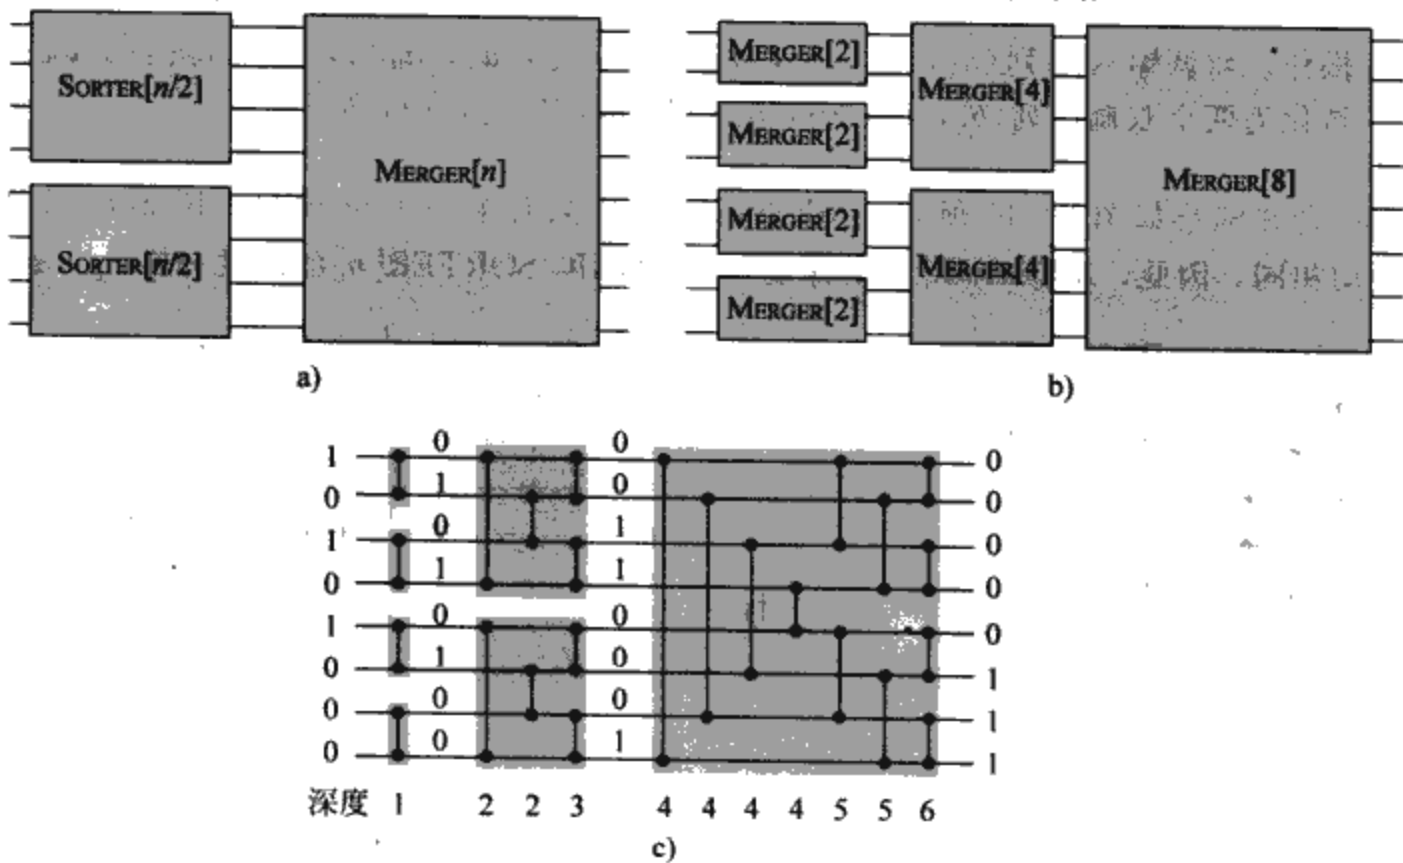 SORTER[n/2]
SORTER[n/2]
MERGER[n]
a)
MERGER[2]
MERGER[2]
MERGER[2]
MERGER[2]
MERGER[4]
MERGER[4]
MERGER[8]
b)
1 0 0 0
0 1 0 0
1 0 1 0
0 1 1 0
1 0 0 0
0 1 0 1
0 0 0 1
0 0 1 1
深度 1 2 2 3 4 4 4 4 5 5 6
c)